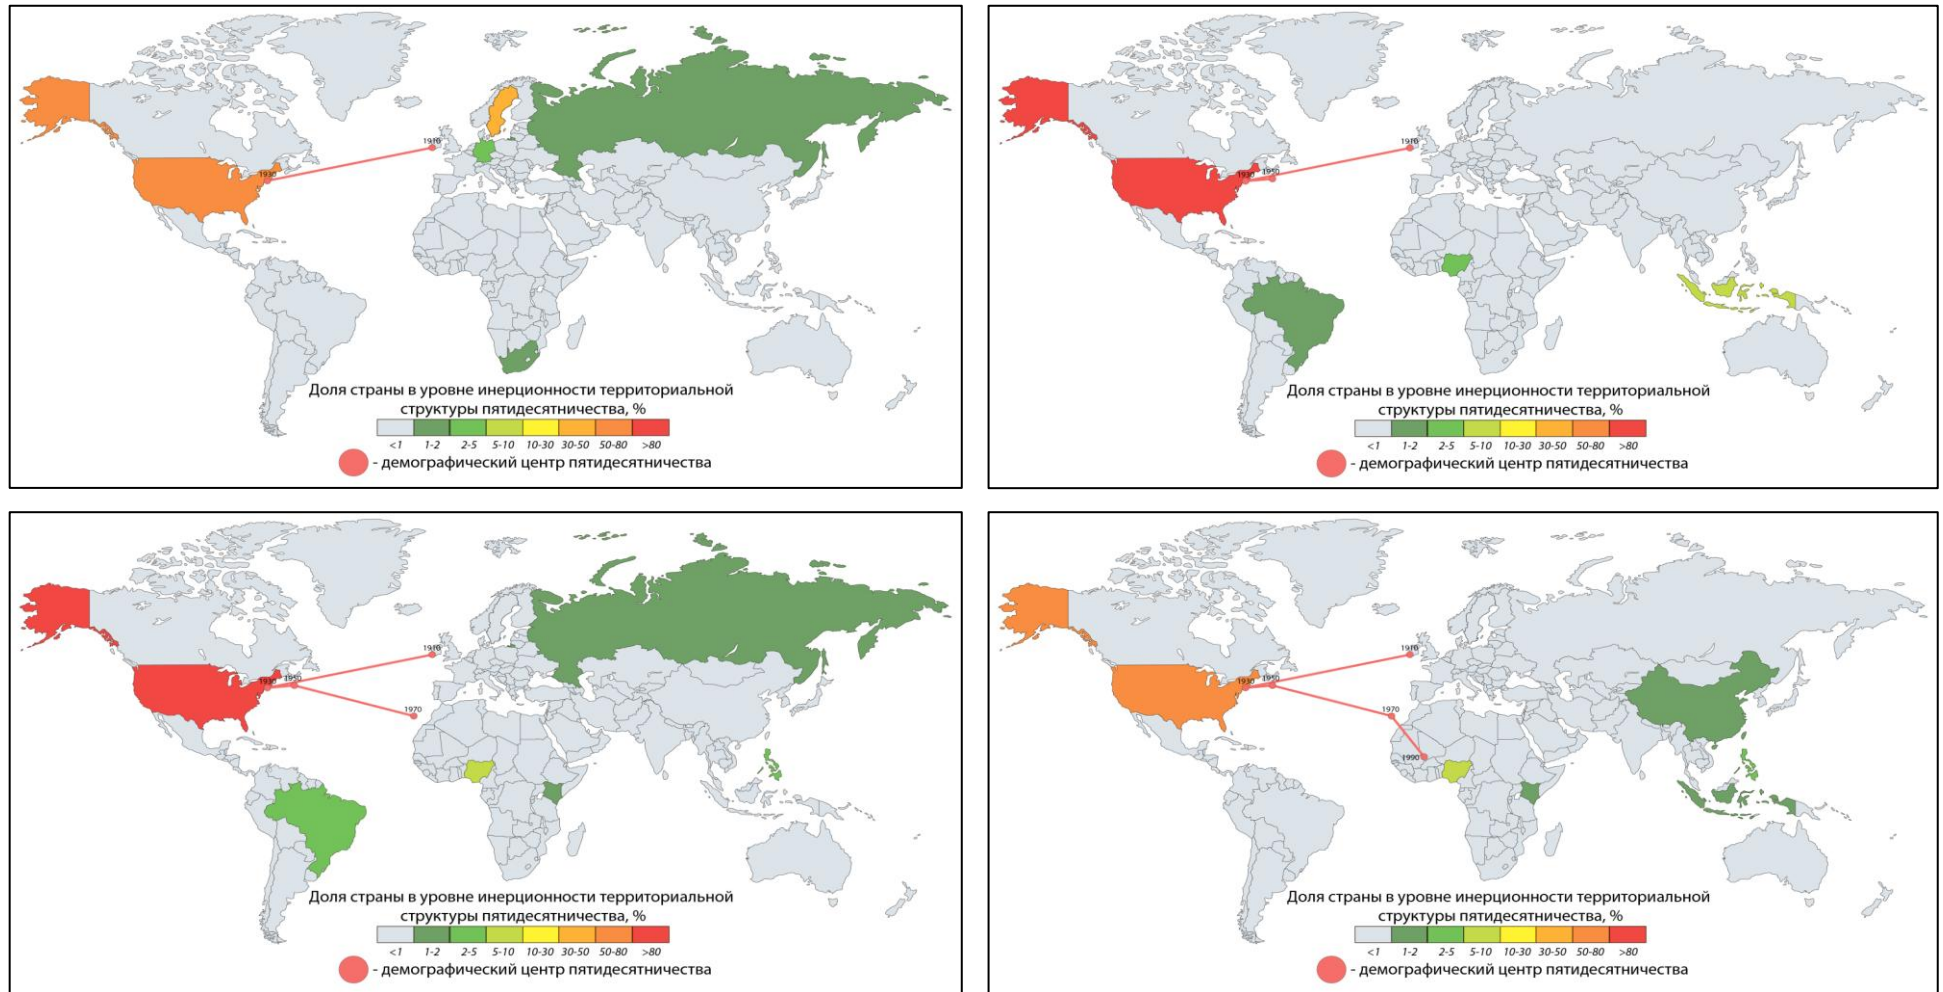 1910
1930
Доля страны в уровне инерционности территориальной
структуры пятидесятничества, %
<1 1-2 2-5 5-10 10-30 30-50 50-80 >80
- демографический центр пятидесятничества
1910
1930 1950
Доля страны в уровне инерционности территориальной
структуры пятидесятничества, %
<1 1-2 2-5 5-10 10-30 30-50 50-80 >80
- демографический центр пятидесятничества
1910
1930 1950
1970
Доля страны в уровне инерционности территориальной
структуры пятидесятничества, %
<1 1-2 2-5 5-10 10-30 30-50 50-80 >80
- демографический центр пятидесятничества
1910
1930 1950
1970
1990
Доля страны в уровне инерционности территориальной
структуры пятидесятничества, %
<1 1-2 2-5 5-10 10-30 30-50 50-80 >80
- демографический центр пятидесятничества